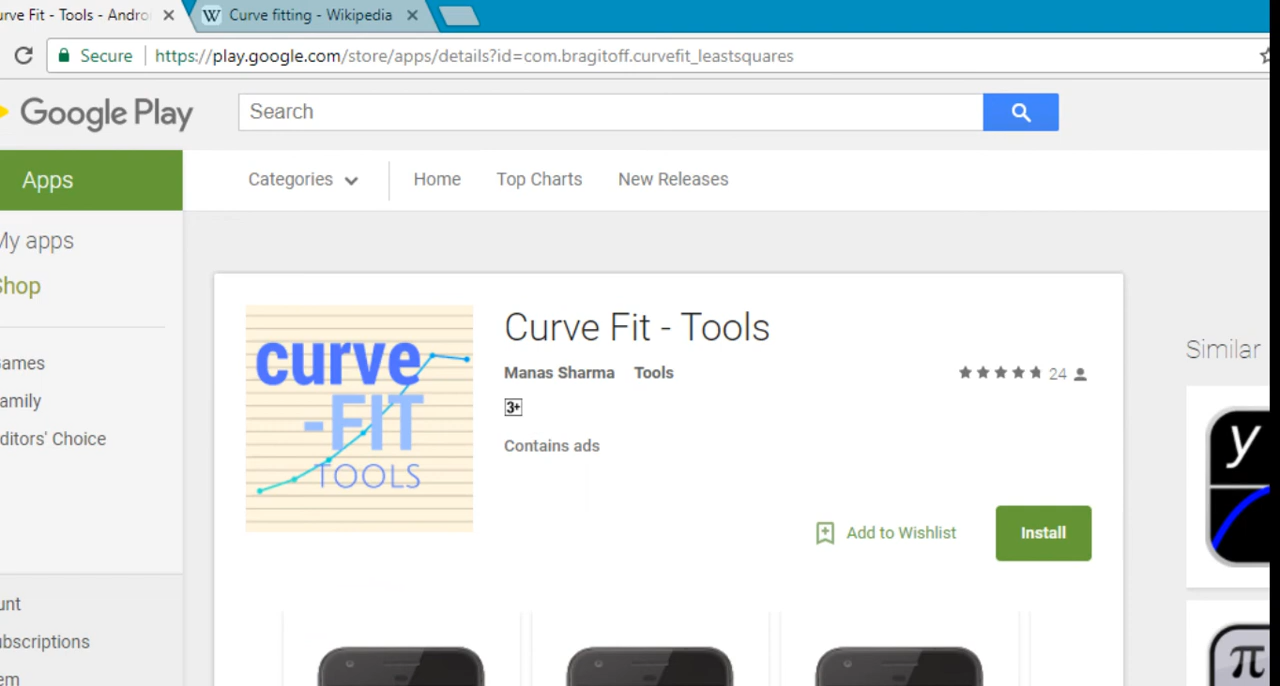 urve Fit - Tools - Andro
W Curve fitting - Wikipedia
Secure https://play.google.com/store/apps/details?id=com.bragitoff.curvefit_leastsquares
Google Play
Search
Apps
Categories Home Top Charts New Releases
My apps
Shop
Games
amily
ditors' Choice
unt
ubscriptions
em
curve
-FIT
TOOLS
Curve Fit - Tools
Manas Sharma Tools
24
3+
Contains ads
Add to Wishlist
Install
Similar
y
π